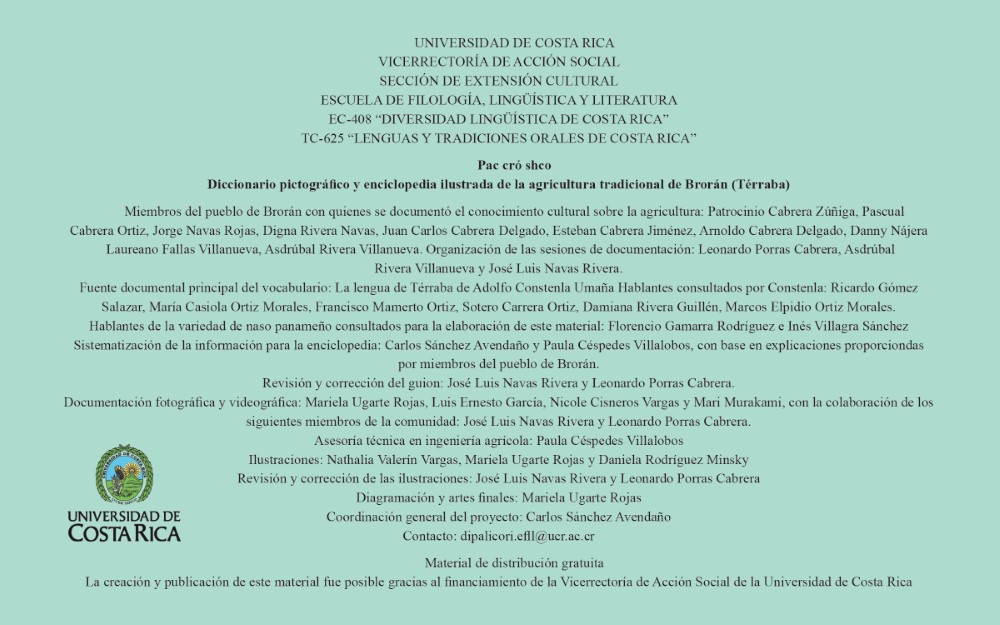 UNIVERSIDAD DE COSTA RICA
VICERRECTORÍA DE ACCIÓN SOCIAL
SECCIÓN DE EXTENSIÓN CULTURAL
ESCUELA DE FILOLOGÍA, LINGÜÍSTICA Y LITERATURA
EC-408 “DIVERSIDAD LINGÜÍSTICA DE COSTA RICA”
TC-625 “LENGUAS Y TRADICIONES ORALES DE COSTA RICA”
Pac cró shco
Diccionario pictográfico y enciclopedia ilustrada de la agricultura tradicional de Brorán (Térraba)
Miembros del pueblo de Brorán con quienes se documentó el conocimiento cultural sobre la agricultura: Patrocinio Cabrera Zúñiga, Pascual
Cabrera Ortiz, Jorge Navas Rojas, Digna Rivera Navas, Juan Carlos Cabrera Delgado, Esteban Cabrera Jiménez, Arnoldo Cabrera Delgado, Danny Nájera
Laureano Fallas Villanueva, Asdrúbal Rivera Villanueva. Organización de las sesiones de documentación: Leonardo Porras Cabrera, Asdrúbal
Rivera Villanueva y José Luis Navas Rivera.
Fuente documental principal del vocabulario: La lengua de Térraba de Adolfo Constenla Umaña Hablantes consultados por Constenla: Ricardo Gómez
Salazar, María Casiola Ortiz Morales, Francisco Mamerto Ortiz, Sotero Carrera Ortiz, Damiana Rivera Guillén, Marcos Elpidio Ortiz Morales.
Hablantes de la variedad de naso panameño consultados para la elaboración de este material: Florencio Gamarra Rodríguez e Inés Villagra Sánchez
Sistematización de la información para la enciclopedia: Carlos Sánchez Avendaño y Paula Céspedes Villalobos, con base en explicaciones proporciondas
por miembros del pueblo de Brorán.
Revisión y corrección del guion: José Luis Navas Rivera y Leonardo Porras Cabrera.
Documentación fotográfica y videográfica: Mariela Ugarte Rojas, Luis Ernesto García, Nicole Cisneros Vargas y Mari Murakami, con la colaboración de los
siguientes miembros de la comunidad: José Luis Navas Rivera y Leonardo Porras Cabrera.
Asesoría técnica en ingeniería agrícola: Paula Céspedes Villalobos
Ilustraciones: Nathalia Valerín Vargas, Mariela Ugarte Rojas y Daniela Rodríguez Minsky
Revisión y corrección de las ilustraciones: José Luis Navas Rivera y Leonardo Porras Cabrera
Diagramación y artes finales: Mariela Ugarte Rojas
Coordinación general del proyecto: Carlos Sánchez Avendaño
Contacto: dipalicori.efll@ucr.ac.cr
UNIVERSIDAD DE
COSTA RICA
Material de distribución gratuita
La creación y publicación de este material fue posible gracias al financiamiento de la Vicerrectoría de Acción Social de la Universidad de Costa Rica